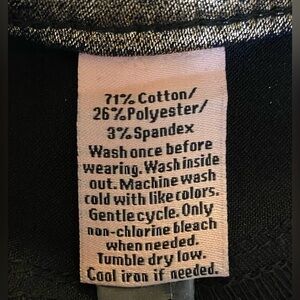 71% Cotton/
26% Polyester/
3% Spandex
Wash once before
wearing. Wash inside
out. Machine wash
cold with like colors.
Gentle cycle. Only
non-chlorine bleach
when needed.
Tumble dry low.
Cool iron if needed.